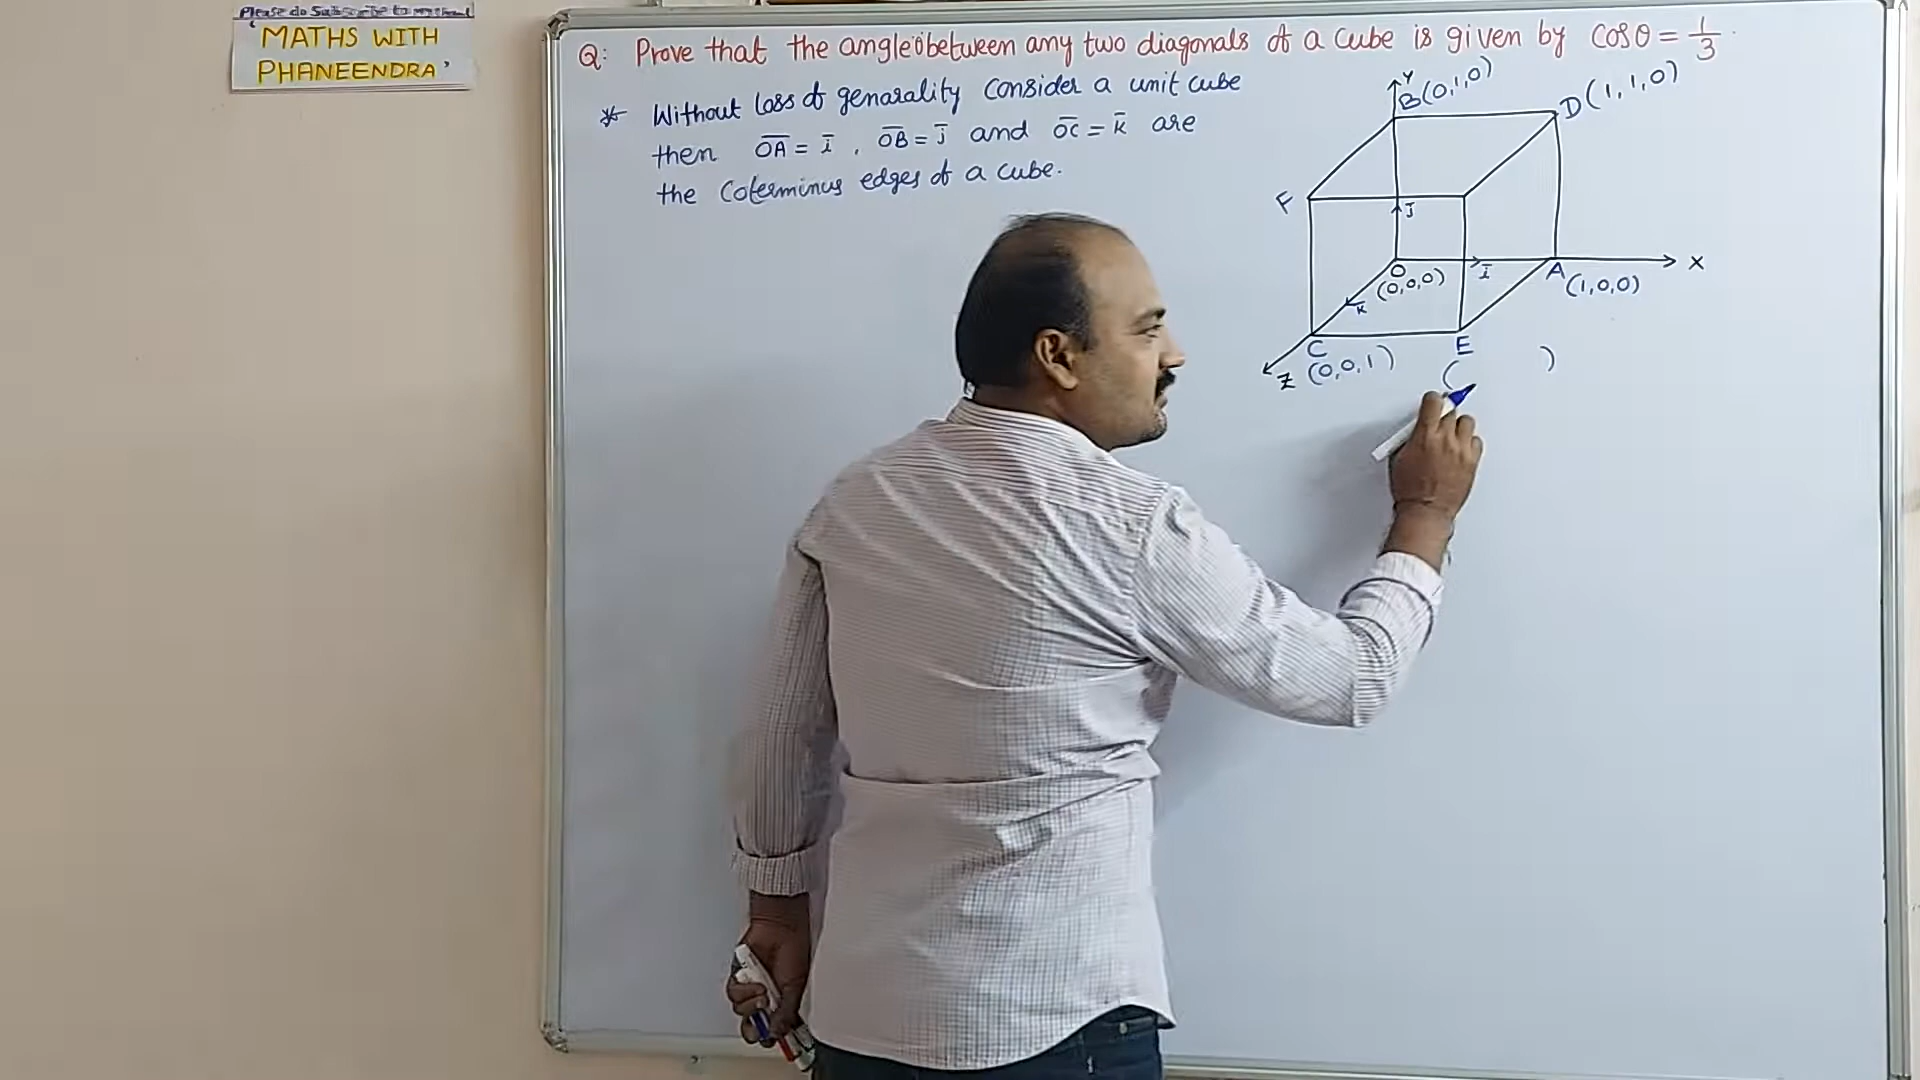 Please do Subscribe to my channel
MATHS WITH
PHANEENDRA'
Q: Prove that the angle θ between any two diagonals of a cube is given by cosθ = 1/3
* Without loss of genarality consider a unit cube
then OA̅ = i̅ , OB̅ = j̅ and OC̅ = k̅ are
the coterminus edges of a cube.
Y
B(0,1,0)
D(1,1,0)
F
j̅
O
(0,0,0)
i̅
A
(1,0,0)
X
k̅
C
(0,0,1)
Z
E
( )